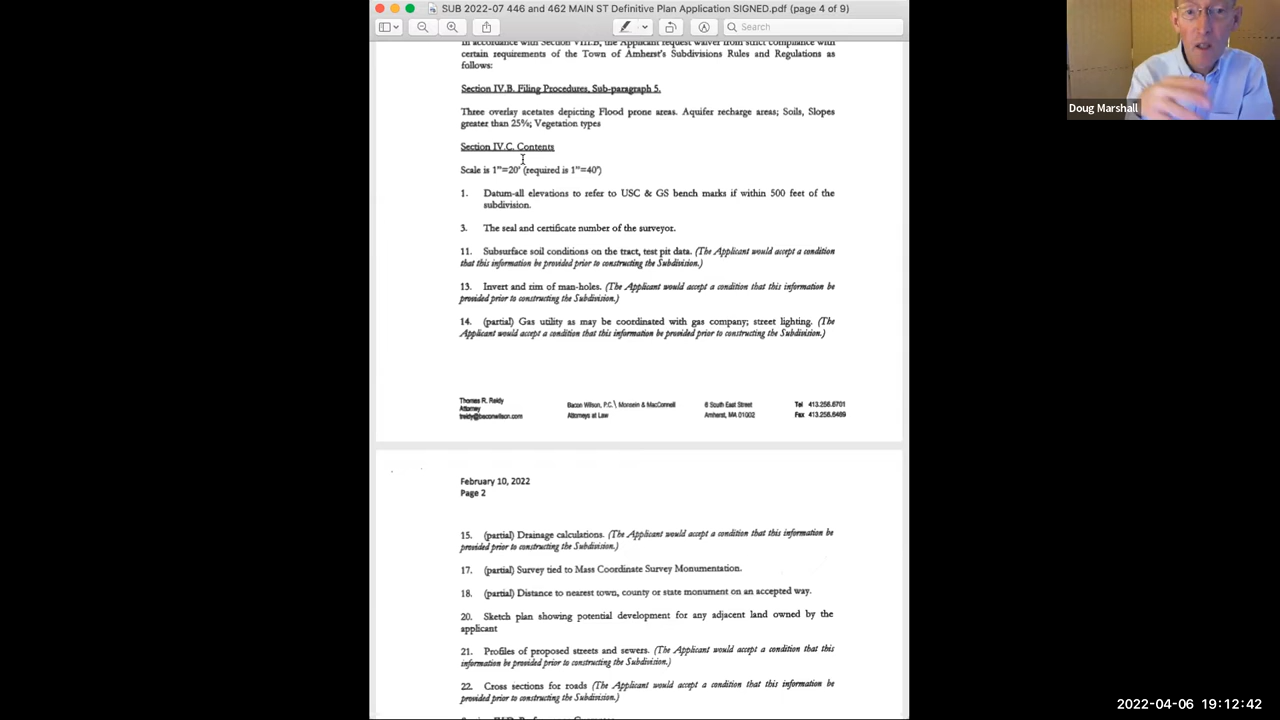 SUB 2022-07 446 and 462 MAIN ST Definitive Plan Application SIGNED.pdf (page 4 of 9)
Search
In accordance with Section VIII.B, the Applicant request waiver from strict compliance with
certain requirements of the Town of Amherst's Subdivisions Rules and Regulations as
follows:
Section IV.B. Filing Procedures, Sub-paragraph 5.
Three overlay acetates depicting Flood prone areas. Aquifer recharge areas; Soils, Slopes
greater than 25%; Vegetation types
Section IV.C. Contents
Scale is 1"=20' (required is 1"=40')
1. Datum-all elevations to refer to USC & GS bench marks if within 500 feet of the
subdivision.
3. The seal and certificate number of the surveyor.
11. Subsurface soil conditions on the tract, test pit data. (The Applicant would accept a condition
that this information be provided prior to constructing the Subdivision.)
13. Invert and rim of man-holes. (The Applicant would accept a condition that this information be
provided prior to constructing the Subdivision.)
14. (partial) Gas utility as may be coordinated with gas company; street lighting. (The
Applicant would accept a condition that this information be provided prior to constructing the Subdivision.)
Thomas R. Reidy
Attorney
treidy@baconwilson.com
Bacon Wilson, P.C.\ Morsein & MacConnell
Attorneys at Law
6 South East Street
Amherst, MA 01002
Tel 413.256.6701
Fax 413.256.6469
February 10, 2022
Page 2
15. (partial) Drainage calculations. (The Applicant would accept a condition that this information be
provided prior to constructing the Subdivision.)
17. (partial) Survey tied to Mass Coordinate Survey Monumentation.
18. (partial) Distance to nearest town, county or state monument on an accepted way.
20. Sketch plan showing potential development for any adjacent land owned by the
applicant
21. Profiles of proposed streets and sewers. (The Applicant would accept a condition that this
information be provided prior to constructing the Subdivision.)
22. Cross sections for roads (The Applicant would accept a condition that this information be
provided prior to constructing the Subdivision.)
Doug Marshall
2022-04-06 19:12:42